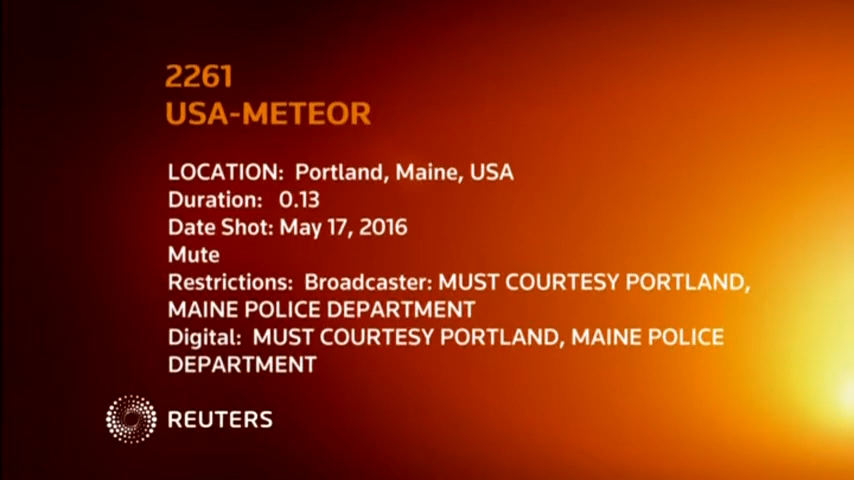 2261
USA-METEOR
LOCATION: Portland, Maine, USA
Duration: 0.13
Date Shot: May 17, 2016
Mute
Restrictions: Broadcaster: MUST COURTESY PORTLAND,
MAINE POLICE DEPARTMENT
Digital: MUST COURTESY PORTLAND, MAINE POLICE
DEPARTMENT
REUTERS